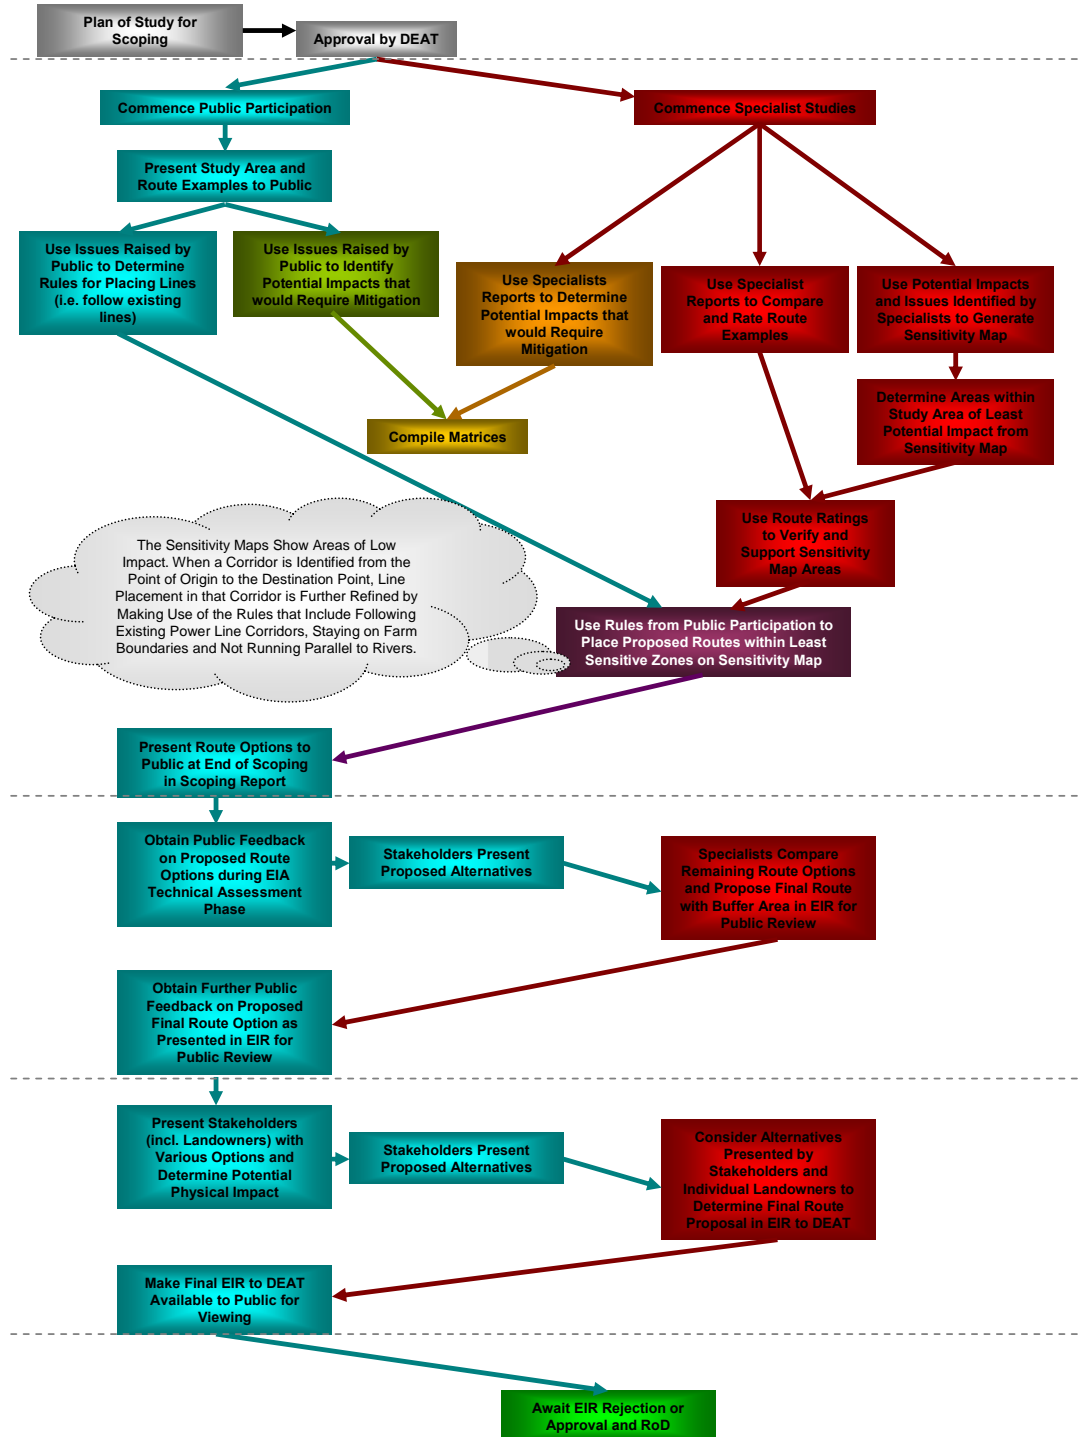 Plan of Study for
Scoping
Approval by DEAT
Commence Public Participation
Commence Specialist Studies
Present Study Area and
Route Examples to Public
Use Issues Raised by
Public to Determine
Rules for Placing Lines
(i.e. follow existing
lines)
Use Issues Raised by
Public to Identify
Potential Impacts that
would Require Mitigation
Use Specialists
Reports to Determine
Potential Impacts that
would Require
Mitigation
Use Specialist
Reports to Compare
and Rate Route
Examples
Use Potential Impacts
and Issues Identified by
Specialists to Generate
Sensitivity Map
Determine Areas within
Study Area of Least
Potential Impact from
Sensitivity Map
Compile Matrices
Use Route Ratings
to Verify and
Support Sensitivity
Map Areas
The Sensitivity Maps Show Areas of Low
Impact. When a Corridor is Identified from the
Point of Origin to the Destination Point, Line
Placement in that Corridor is Further Refined by
Making Use of the Rules that Include Following
Existing Power Line Corridors, Staying on Farm
Boundaries and Not Running Parallel to Rivers.
Use Rules from Public Participation to
Place Proposed Routes within Least
Sensitive Zones on Sensitivity Map
Present Route Options to
Public at End of Scoping
in Scoping Report
Obtain Public Feedback
on Proposed Route
Options during EIA
Technical Assessment
Phase
Stakeholders Present
Proposed Alternatives
Specialists Compare
Remaining Route Options
and Propose Final Route
with Buffer Area in EIR for
Public Review
Obtain Further Public
Feedback on Proposed
Final Route Option as
Presented in EIR for
Public Review
Present Stakeholders
(incl. Landowners) with
Various Options and
Determine Potential
Physical Impact
Stakeholders Present
Proposed Alternatives
Consider Alternatives
Presented by
Stakeholders and
Individual Landowners to
Determine Final Route
Proposal in EIR to DEAT
Make Final EIR to DEAT
Available to Public for
Viewing
Await EIR Rejection or
Approval and RoD